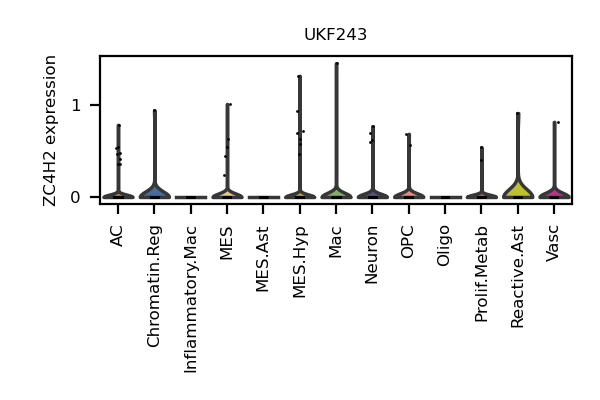 UKF243
ZC4H2 expression
1
0
AC
Chromatin.Reg
Inflammatory.Mac
MES
MES.Ast
MES.Hyp
Mac
Neuron
OPC
Oligo
Prolif.Metab
Reactive.Ast
Vasc